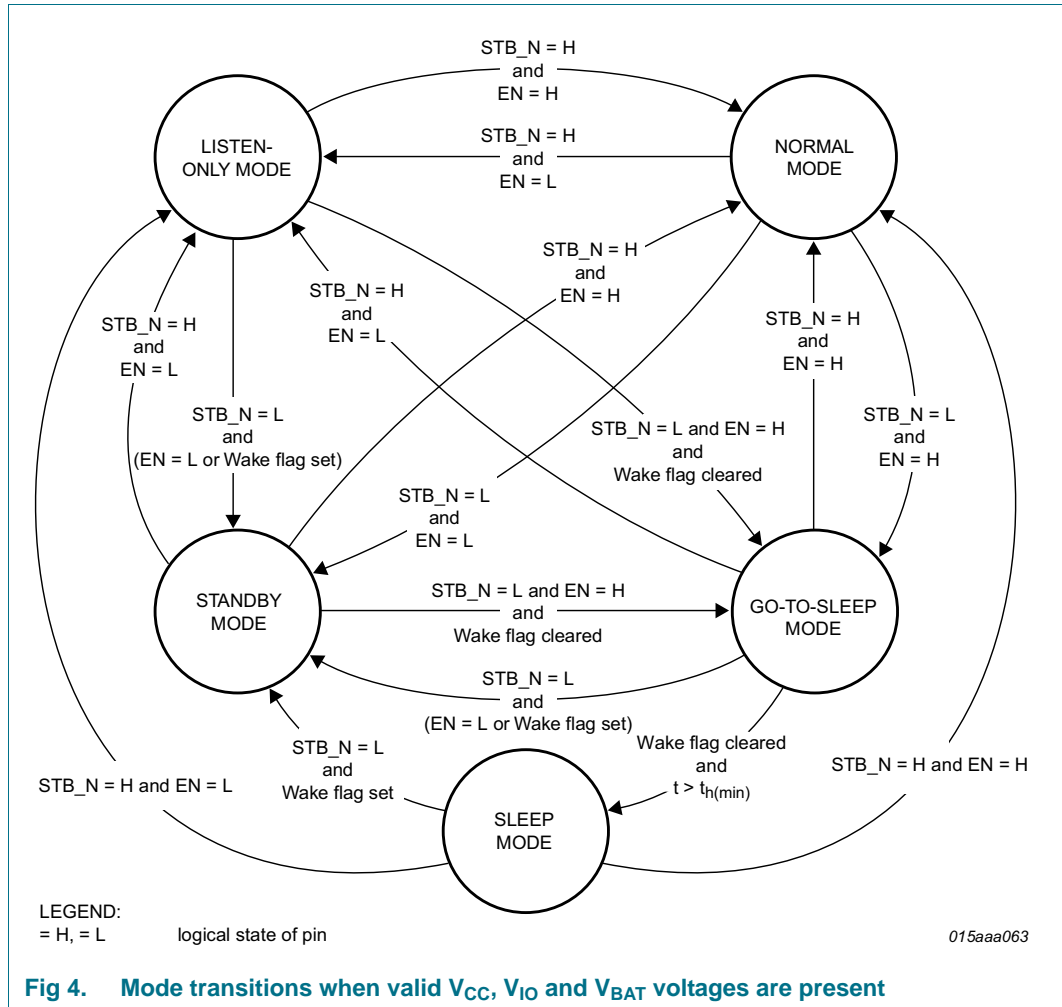 STB_N = H
and
EN = H
LISTEN-
ONLY MODE
STB_N = H
and
EN = L
NORMAL
MODE
STB_N = H
and
EN = H
STB_N = H
and
EN = L
STB_N = H
and
EN = L
STB_N = H
and
EN = H
STB_N = L
and
(EN = L or Wake flag set)
STB_N = L and EN = H
and
Wake flag cleared
STB_N = L
and
EN = H
STB_N = L
and
EN = L
STANDBY
MODE
STB_N = L and EN = H
and
Wake flag cleared
GO-TO-SLEEP
MODE
STB_N = L
and
(EN = L or Wake flag set)
STB_N = L
and
Wake flag set
Wake flag cleared
and
t > th(min)
STB_N = H and EN = L
STB_N = H and EN = H
SLEEP
MODE
LEGEND:
= H, = L logical state of pin
015aaa063
Fig 4. Mode transitions when valid VCC, VIO and VBAT voltages are present